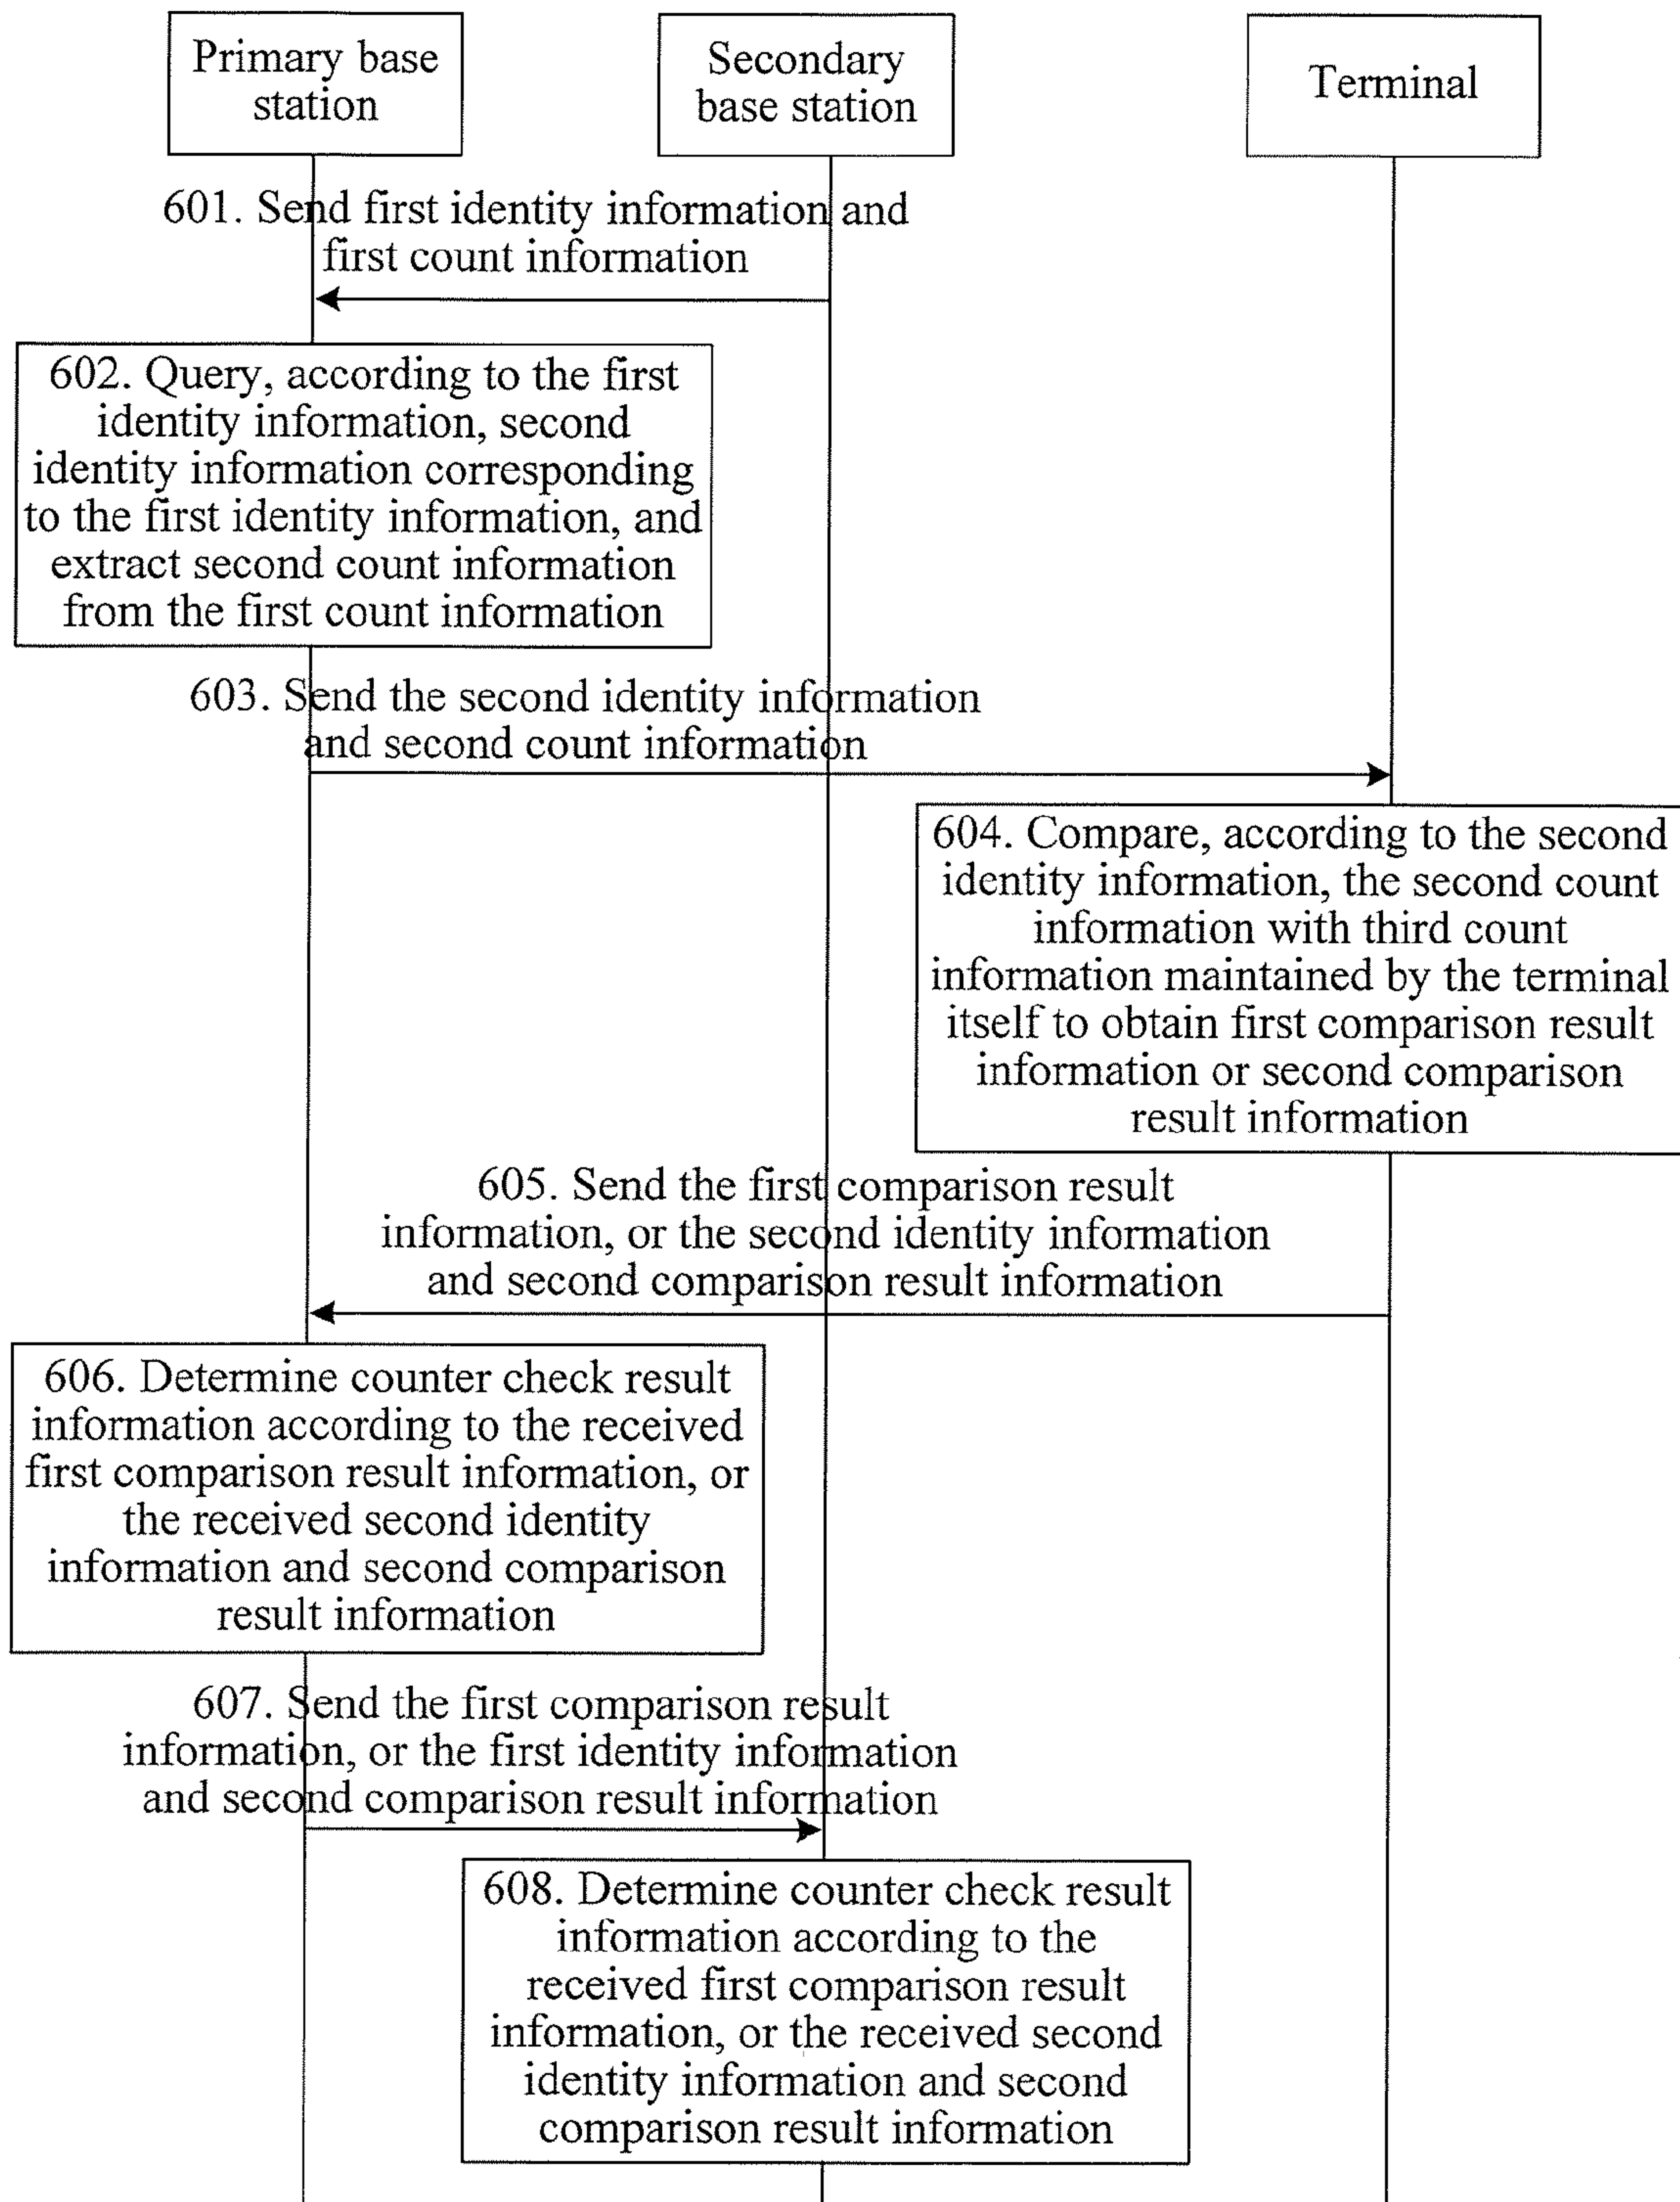 Primary base
station
Secondary
base station
Terminal
601. Send first identity information and
first count information
602. Query, according to the first
identity information, second
identity information corresponding
to the first identity information, and
extract second count information
from the first count information
603. Send the second identity information
and second count information
604. Compare, according to the second
identity information, the second count
information with third count
information maintained by the terminal
itself to obtain first comparison result
information or second comparison
result information
605. Send the first comparison result
information, or the second identity information
and second comparison result information
606. Determine counter check result
information according to the received
first comparison result information, or
the received second identity
information and second comparison
result information
607. Send the first comparison result
information, or the first identity information
and second comparison result information
608. Determine counter check result
information according to the
received first comparison result
information, or the received second
identity information and second
comparison result information